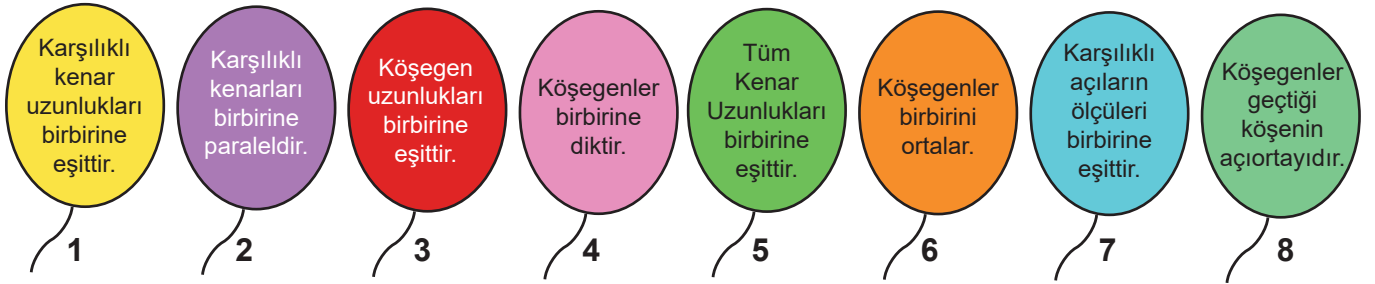 Karşılıklı
kenar
uzunlukları
birbirine
eşittir.
1
Karşılıklı
kenarları
birbirine
paraleldir.
2
Köşegen
uzunlukları
birbirine
eşittir.
3
Köşegenler
birbirine
diktir.
4
Tüm
Kenar
Uzunlukları
birbirine
eşittir.
5
Köşegenler
birbirini
ortalar.
6
Karşılıklı
açıların
ölçüleri
birbirine
eşittir.
7
Köşegenler
geçtiği
köşenin
açıortayıdır.
8